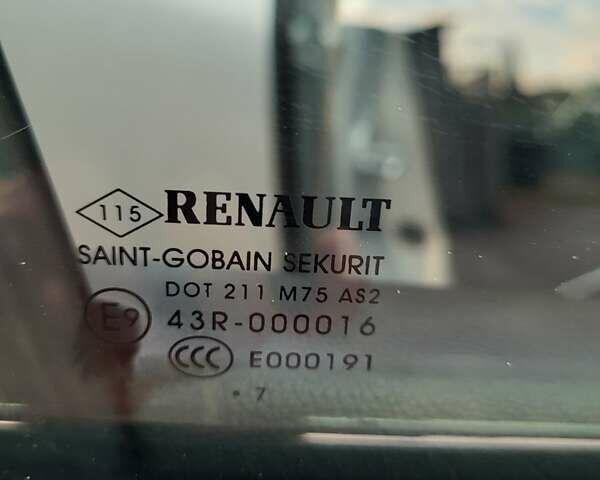 115 RENAULT
SAINT-GOBAIN SEKURIT
DOT 211 M75 AS2
E9 43R-000016
CCC E000191
. 7